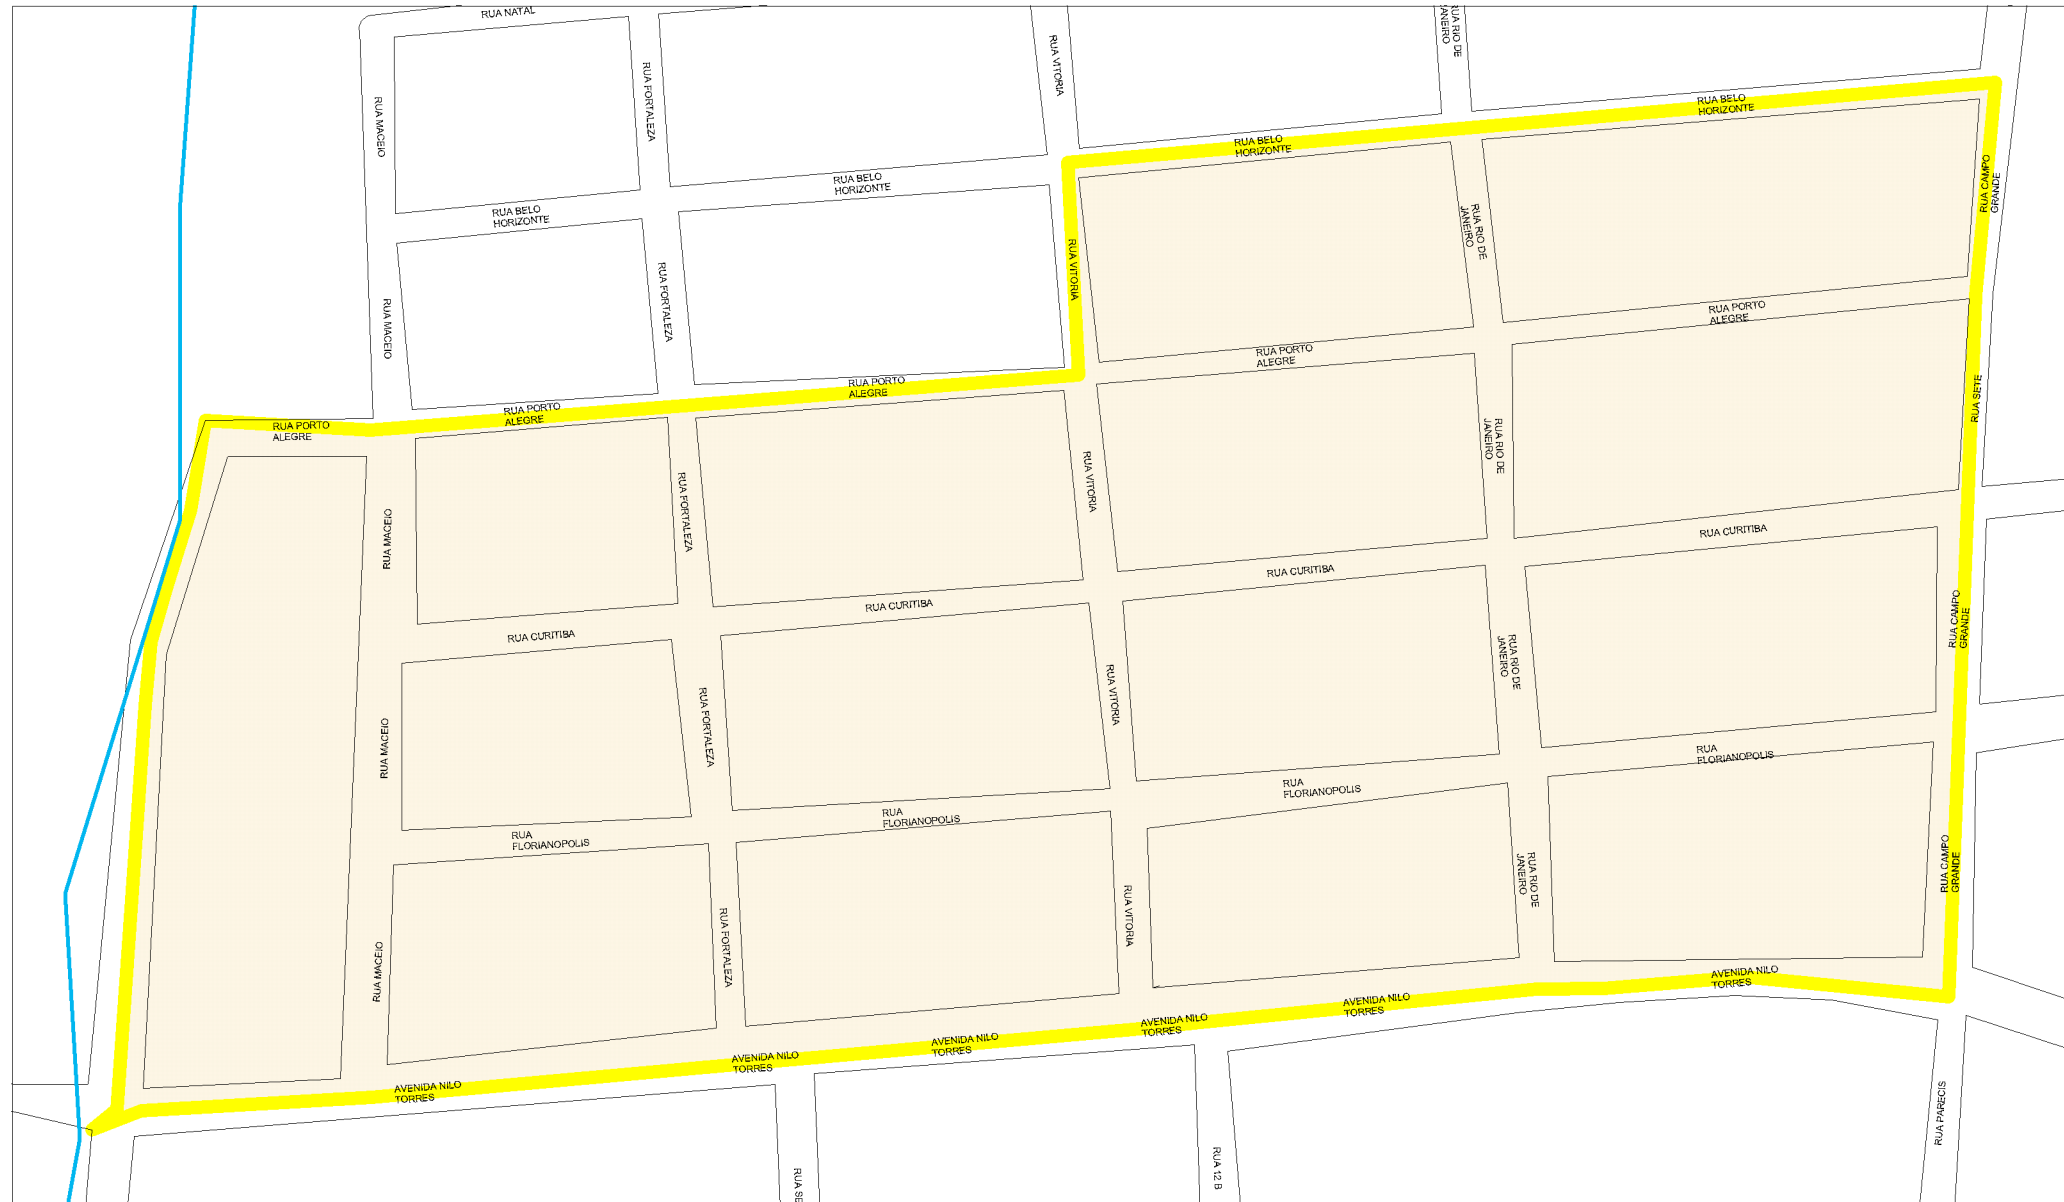 RUA NATAL
RUA FORTALEZA
RUA VITORIA
RUA RIO DE
JANEIRO
RUA MACEIO
RUA BELO
HORIZONTE
RUA BELO
HORIZONTE
RUA BELO
HORIZONTE
RUA BELO
HORIZONTE
RUA CAMPO
GRANDE
RUA MACEIO
RUA FORTALEZA
RUA VITORIA
RUA RIO DE
JANEIRO
RUA PORTO
ALEGRE
RUA PORTO
ALEGRE
RUA PORTO
ALEGRE
RUA PORTO
ALEGRE
RUA PORTO
ALEGRE
RUA SETE
RUA MACEIO
RUA FORTALEZA
RUA VITORIA
RUA RIO DE
JANEIRO
RUA CURITIBA
RUA CURITIBA
RUA CURITIBA
RUA CURITIBA
RUA CAMPO
GRANDE
RUA MACEIO
RUA FORTALEZA
RUA VITORIA
RUA RIO DE
JANEIRO
RUA
FLORIANOPOLIS
RUA
FLORIANOPOLIS
RUA
FLORIANOPOLIS
RUA
FLORIANOPOLIS
RUA CAMPO
GRANDE
RUA MACEIO
RUA FORTALEZA
RUA VITORIA
RUA RIO DE
JANEIRO
AVENIDA NILO
TORRES
AVENIDA NILO
TORRES
AVENIDA NILO
TORRES
AVENIDA NILO
TORRES
AVENIDA NILO
TORRES
AVENIDA NILO
TORRES
RUA SE
RUA 12 B
RUA PARECIS